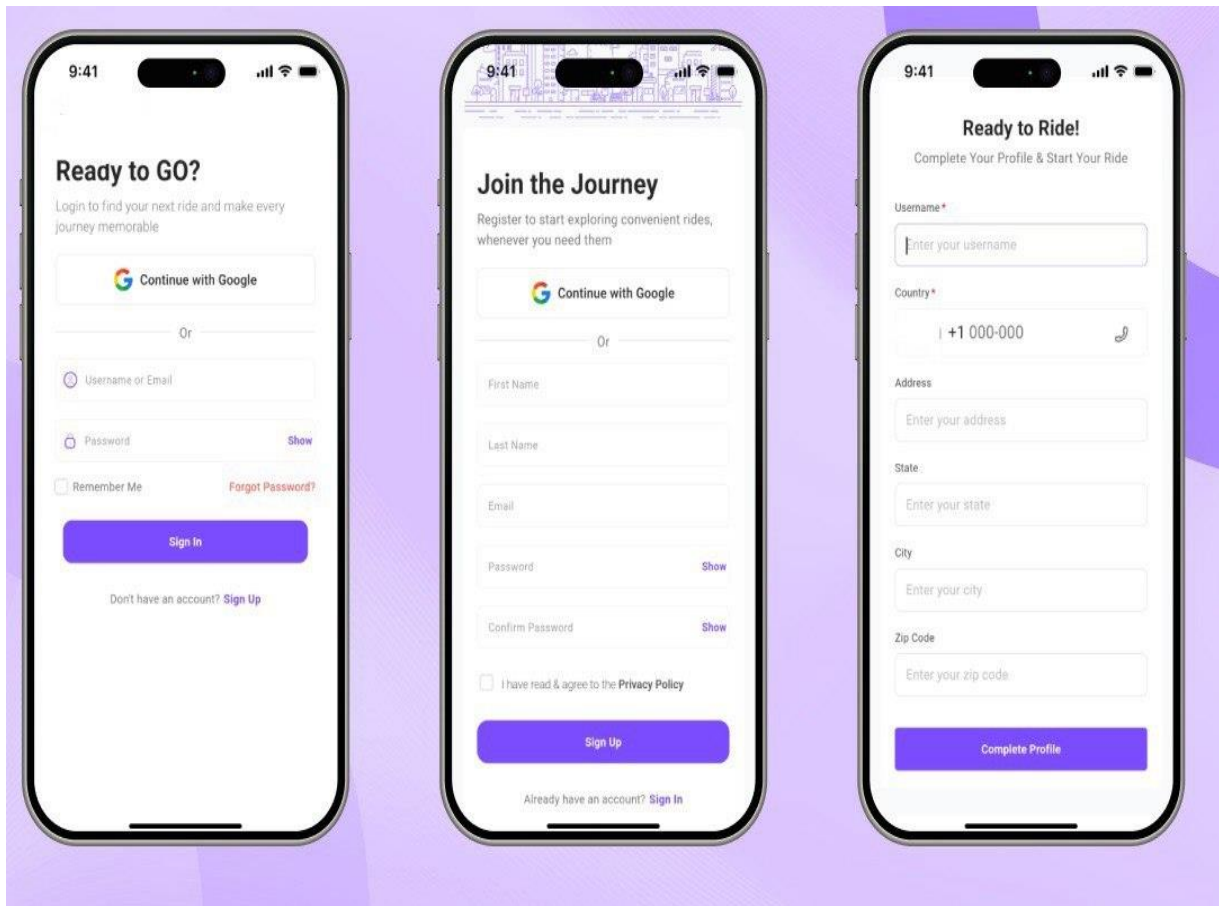 9:41
Ready to GO?
Login to find your next ride and make every
journey memorable
Continue with Google
Or
Username or Email
Password
Show
Remember Me
Forgot Password?
Sign In
Don't have an account? Sign Up
9:41
Join the Journey
Register to start exploring convenient rides,
whenever you need them
Continue with Google
Or
First Name
Last Name
Email
Password
Show
Confirm Password
Show
I have read & agree to the Privacy Policy
Sign Up
Already have an account? Sign In
9:41
Ready to Ride!
Complete Your Profile & Start Your Ride
Username *
Enter your username
Country *
+1 000-000
Address
Enter your address
State
Enter your state
City
Enter your city
Zip Code
Enter your zip code
Complete Profile